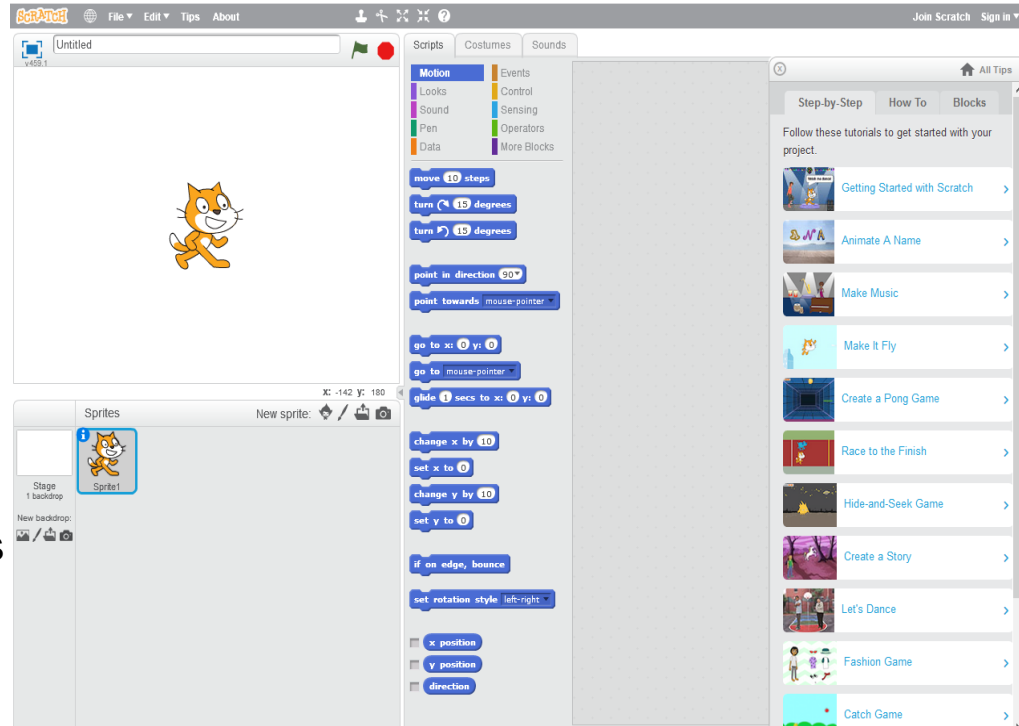 SCRATCH File Edit Tips About Join Scratch Sign in
Untitled
v459.1
X: -142 y: 180
Sprites New sprite:
Stage
1 backdrop
New backdrop:
Sprite1
s
Scripts Costumes Sounds
Motion Events
Looks Control
Sound Sensing
Pen Operators
Data More Blocks
move 10 steps
turn 15 degrees
turn 15 degrees
point in direction 90
point towards mouse-pointer
go to x: 0 y: 0
go to mouse-pointer
glide 1 secs to x: 0 y: 0
change x by 10
set x to 0
change y by 10
set y to 0
if on edge, bounce
set rotation style left-right
x position
y position
direction
All Tips
Step-by-Step How To Blocks
Follow these tutorials to get started with your
project.
Getting Started with Scratch
Animate A Name
Make Music
Make It Fly
Create a Pong Game
Race to the Finish
Hide-and-Seek Game
Create a Story
Let's Dance
Fashion Game
Catch Game